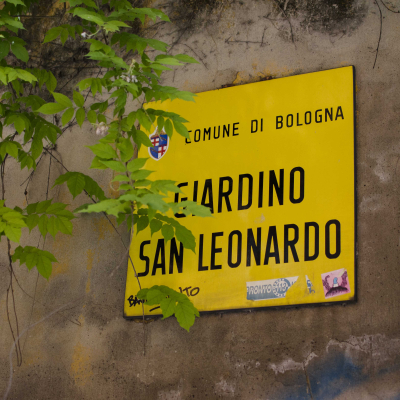 COMUNE DI BOLOGNA
GIARDINO
SAN LEONARDO